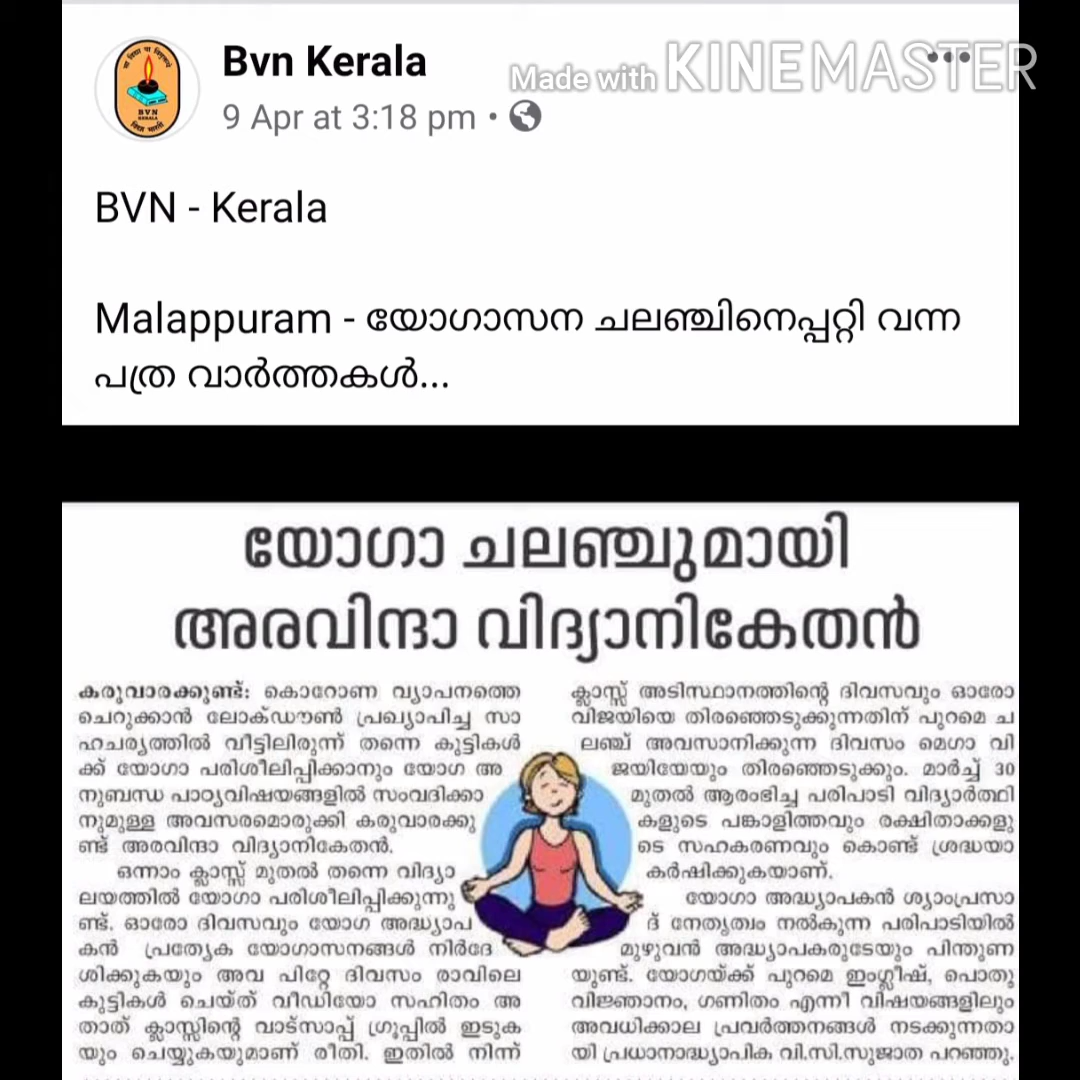 Bvn Kerala
Made with KINEMASTER
9 Apr at 3:18 pm
BVN - Kerala
Malappuram - യോഗാസന ചലഞ്ചിനെപ്പറ്റി വന്ന
പത്ര വാർത്തകൾ...
BVN
KERALA
യോഗാ ചലഞ്ചുമായി
അരവിന്ദാ വിദ്യാനികേതൻ
കരുവാരക്കുണ്ട്: കൊറോണ വ്യാപനത്തെ
ചെറുക്കാൻ ലോക്ഡൗൺ പ്രഖ്യാപിച്ച സാ
ഹചര്യത്തിൽ വീട്ടിലിരുന്ന് തന്നെ കുട്ടികൾ
ക്ക് യോഗാ പരിശീലിപ്പിക്കാനും യോഗ അ
നുബന്ധ പാഠ്യവിഷയങ്ങളിൽ സംവദിക്കാ
നുമുള്ള അവസരമൊരുക്കി കരുവാരക്കു
ണ്ട് അരവിന്ദാ വിദ്യാനികേതൻ.
ഒന്നാം ക്ലാസ്സ് മുതൽ തന്നെ വിദ്യാ
ലയത്തിൽ യോഗാ പരിശീലിപ്പിക്കുന്നു
ണ്ട്. ഓരോ ദിവസവും യോഗ അദ്ധ്യാപ
കൻ പ്രത്യേക യോഗാസനങ്ങൾ നിർദേ
ശിക്കുകയും അവ പിറ്റേ ദിവസം രാവിലെ
കുട്ടികൾ ചെയ്ത് വീഡിയോ സഹിതം അ
താത് ക്ലാസ്സിന്റെ വാട്സാപ്പ് ഗ്രൂപ്പിൽ ഇടുക
യും ചെയ്യുകയുമാണ് രീതി. ഇതിൽ നിന്ന്
ക്ലാസ്സ് അടിസ്ഥാനത്തിന്റെ ദിവസവും ഓരോ
വിജയിയെ തിരഞ്ഞെടുക്കുന്നതിന് പുറമെ ച
ലഞ്ച് അവസാനിക്കുന്ന ദിവസം മെഗാ വി
ജയിയേയും തിരഞ്ഞെടുക്കും. മാർച്ച് 30
മുതൽ ആരംഭിച്ച പരിപാടി വിദ്യാർത്ഥി
കളുടെ പങ്കാളിത്തവും രക്ഷിതാക്കളു
ടെ സഹകരണവും കൊണ്ട് ശ്രദ്ധയാ
കർഷിക്കുകയാണ്.
യോഗാ അദ്ധ്യാപകൻ ശ്യാംപ്രസാ
ദ് നേതൃത്വം നൽകുന്ന പരിപാടിയിൽ
മുഴുവൻ അദ്ധ്യാപകരുടേയും പിന്തുണ
യുണ്ട്. യോഗയ്ക്ക് പുറമെ ഇംഗ്ലീഷ്, പൊതു
വിജ്ഞാനം, ഗണിതം എന്നീ വിഷയങ്ങളിലും
അവധിക്കാല പ്രവർത്തനങ്ങൾ നടക്കുന്നതാ
യി പ്രധാനാദ്ധ്യാപിക വി.സി.സുജാത പറഞ്ഞു.